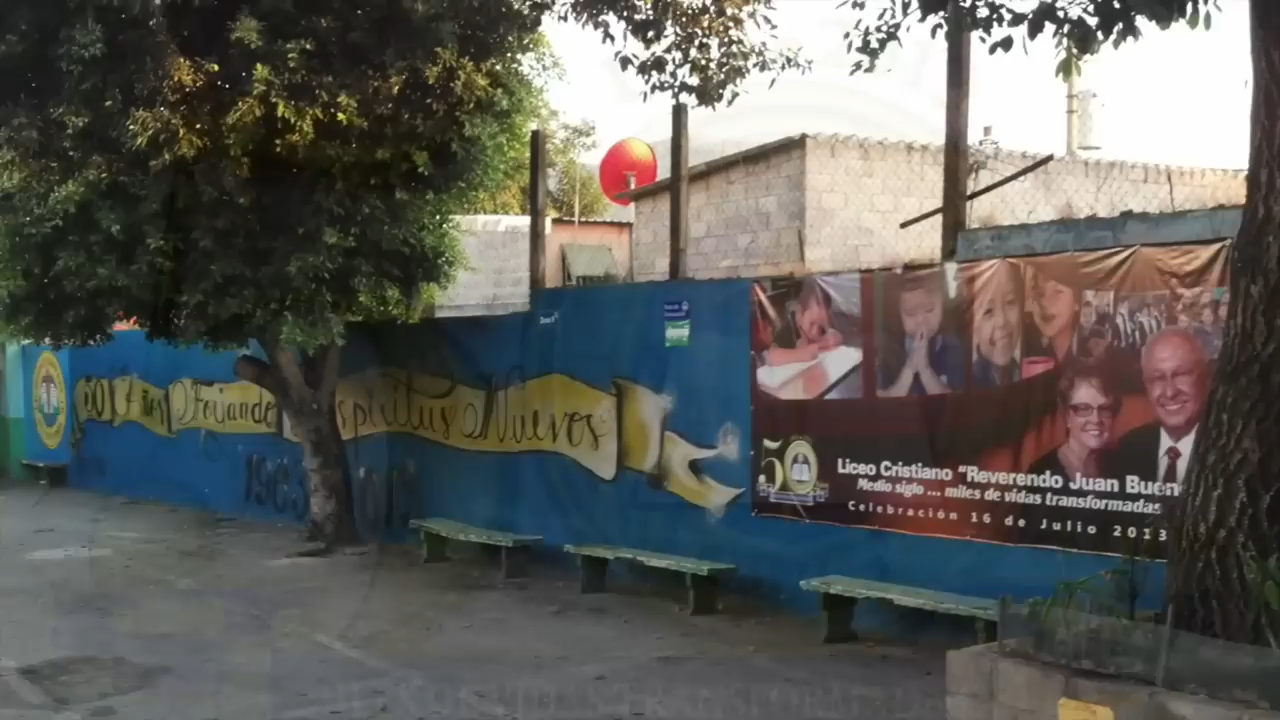 50 Años Forjando Espíritus Nuevos
1963
50
Liceo Cristiano "Reverendo Juan Buen
Medio siglo ... miles de vidas transformadas
Celebración 16 de Julio 2013